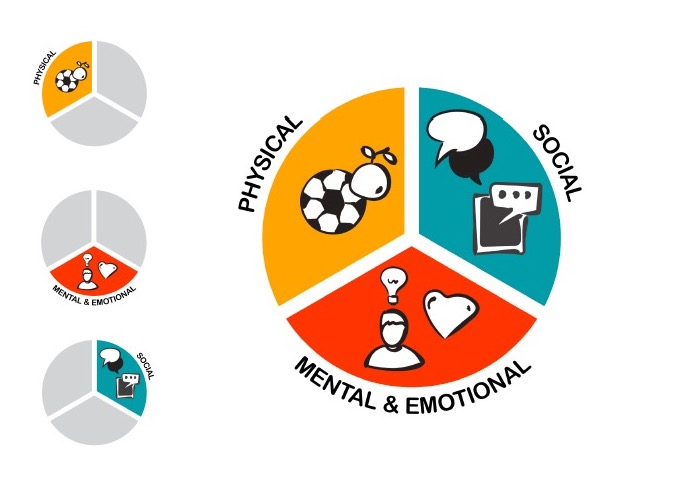 PHYSICAL
MENTAL & EMOTIONAL
SOCIAL
PHYSICAL
SOCIAL
MENTAL & EMOTIONAL